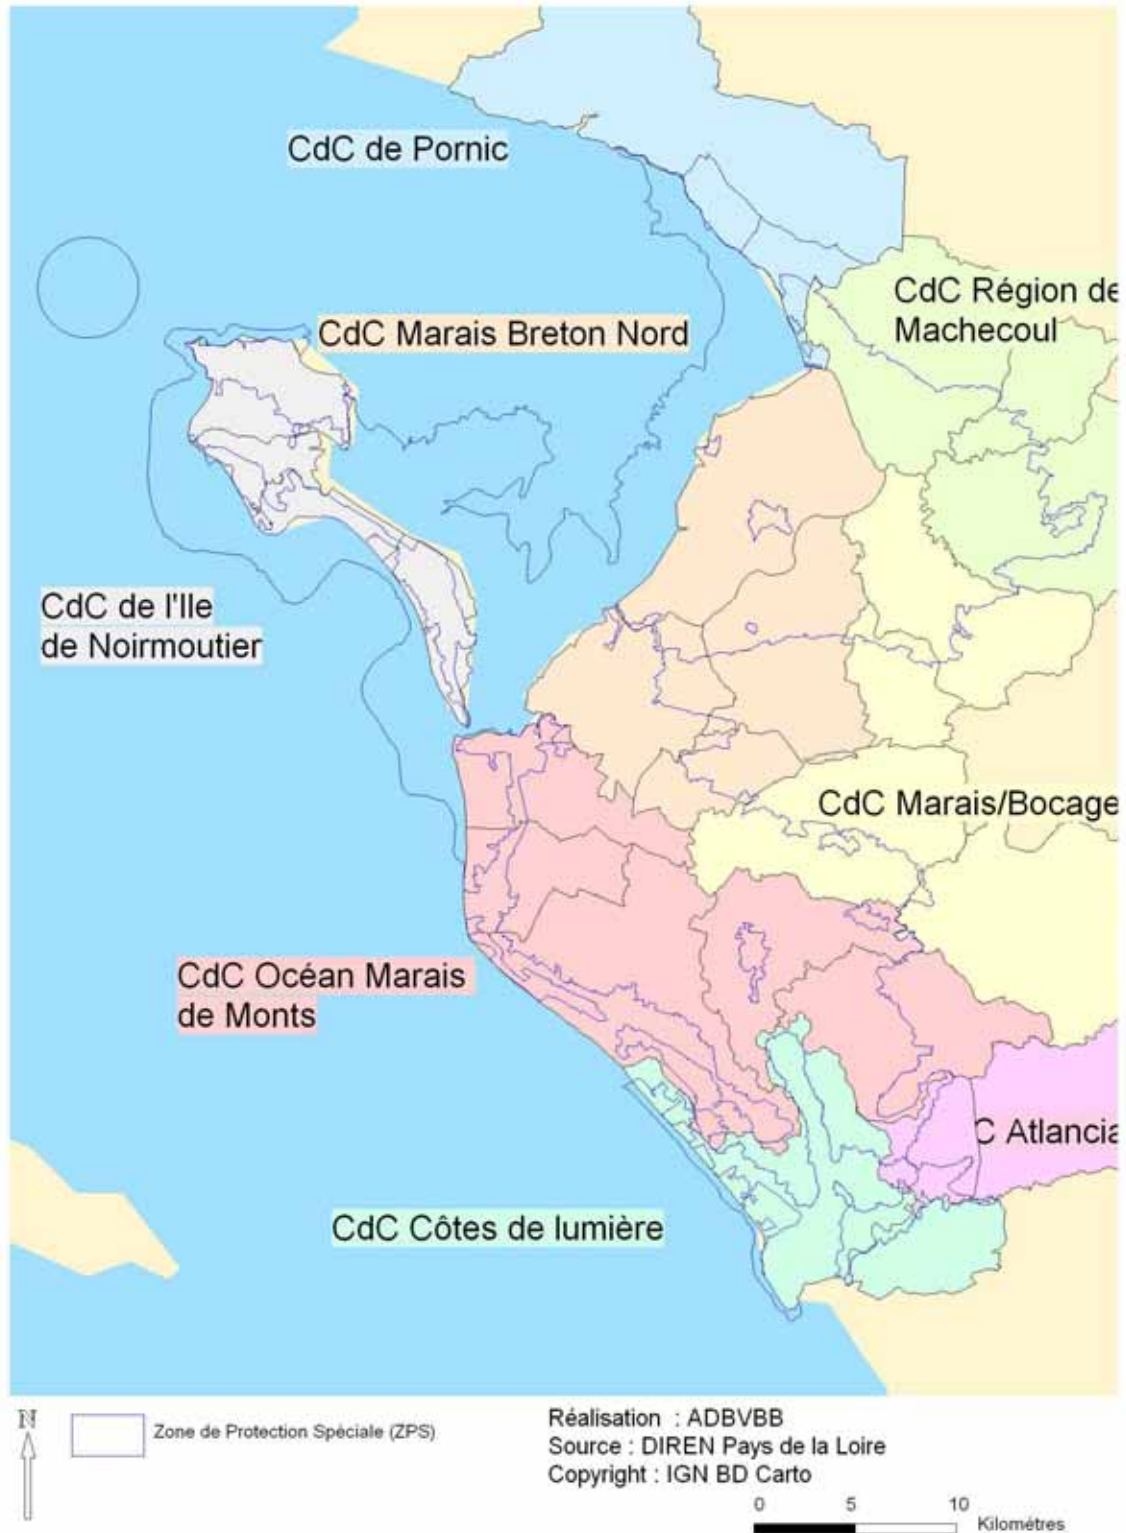 CdC de Pornic
CdC Région de
Machecoul
CdC Marais Breton Nord
CdC de l'Ile
de Noirmoutier
CdC Marais/Bocage
CdC Océan Marais
de Monts
C Atlancia
CdC Côtes de lumière
N
Zone de Protection Spéciale (ZPS)
Réalisation : ADBVBB
Source : DIREN Pays de la Loire
Copyright : IGN BD Carto
0 5 10
Kilométres